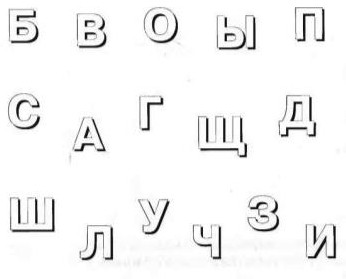 Б В О Ы П
С А Г Щ Д
Ш Л У Ч З И